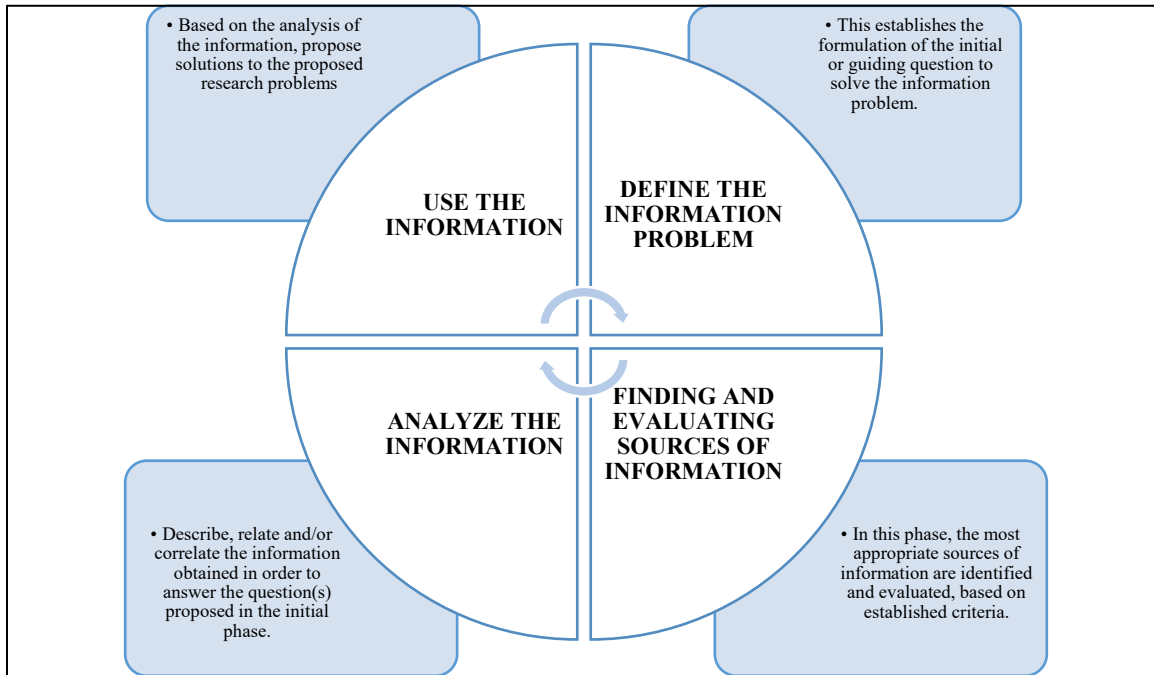 • Based on the analysis of
the information, propose
solutions to the proposed
research problems
• This establishes the
formulation of the initial
or guiding question to
solve the information
problem.
USE THE
INFORMATION
DEFINE THE
INFORMATION
PROBLEM
ANALYZE THE
INFORMATION
FINDING AND
EVALUATING
SOURCES OF
INFORMATION
• Describe, relate and/or
correlate the information
obtained in order to
answer the question(s)
proposed in the initial
phase.
• In this phase, the most
appropriate sources of
information are identified
and evaluated, based on
established criteria.